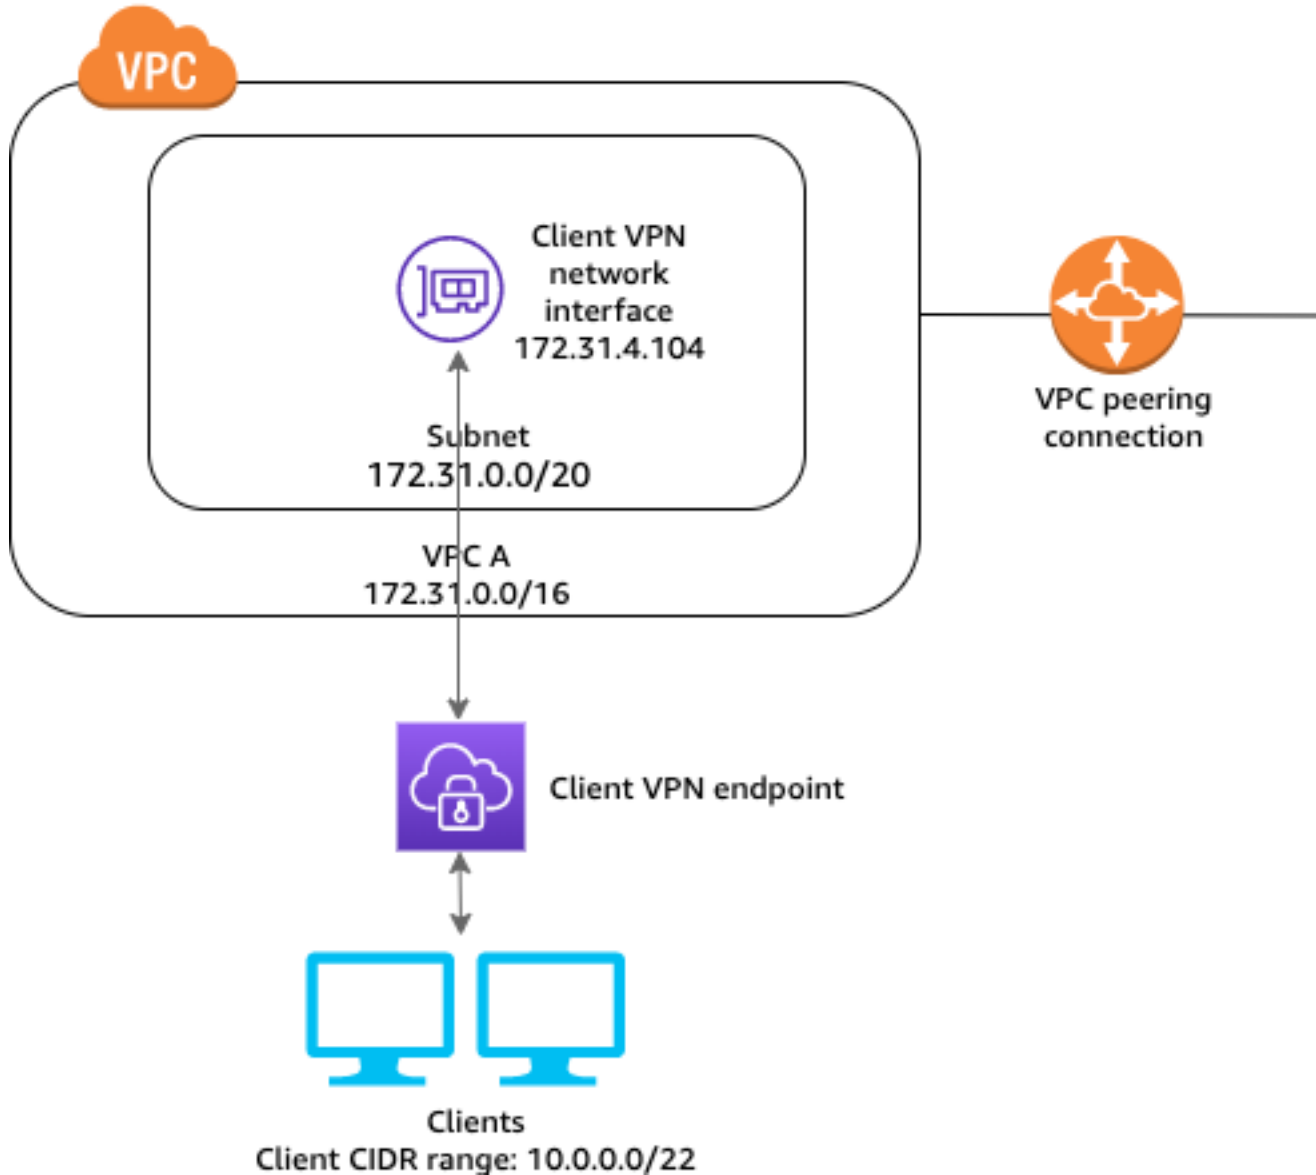 VPC
Client VPN
network
interface
172.31.4.104
Subnet
172.31.0.0/20
VPC A
172.31.0.0/16
VPC peering
connection
Client VPN endpoint
Clients
Client CIDR range: 10.0.0.0/22